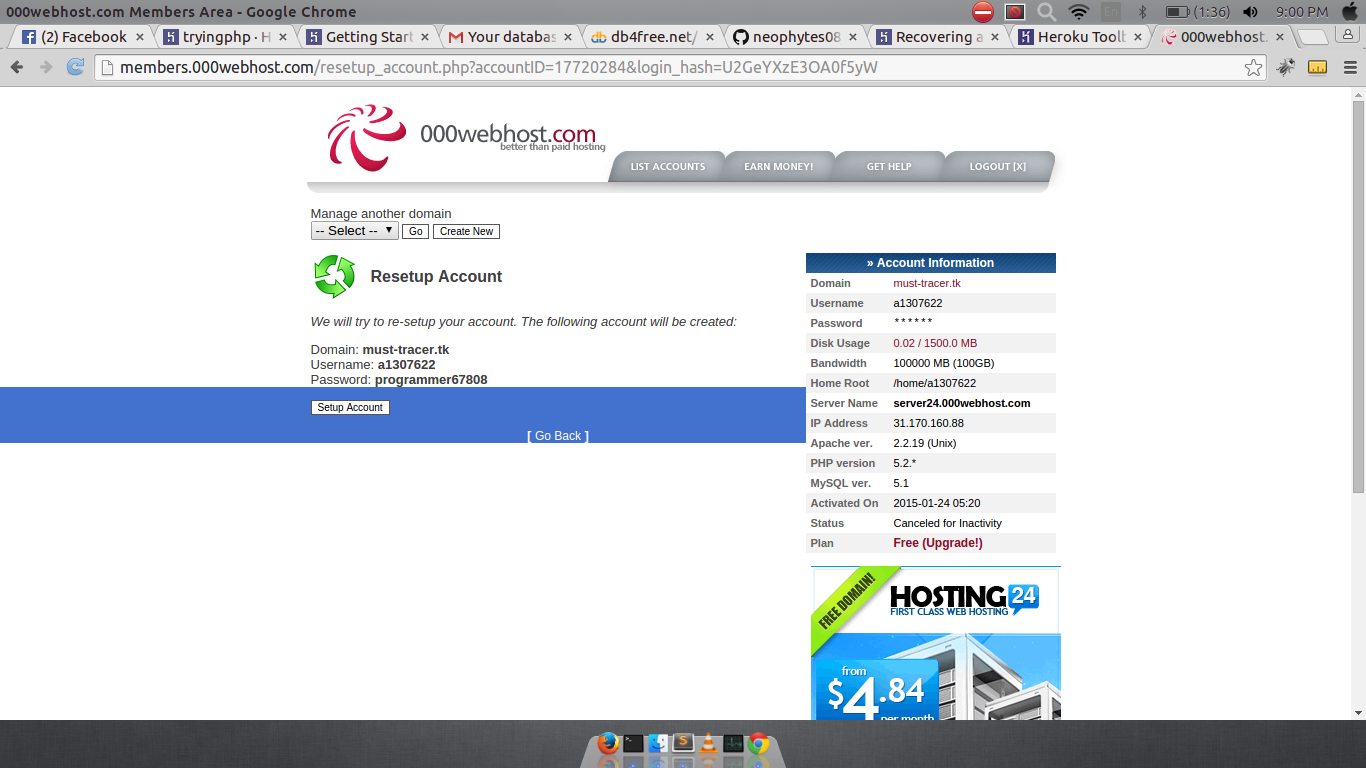 000webhost.com Members Area - Google Chrome
En (1:36) 9:00 PM
(2) Facebook
tryingphp · H
Getting Start
Your databas
db4free.net/
neophytes08
Recovering a
Heroku Toolb
000webhost.
members.000webhost.com/resetup_account.php?accountID=17720284&login_hash=U2GeYXzE3OA0f5yW
000webhost.com
better than paid hosting
LIST ACCOUNTS EARN MONEY! GET HELP LOGOUT [X]
Manage another domain
-- Select -- Go Create New
Resetup Account
We will try to re-setup your account. The following account will be created:
Domain: must-tracer.tk
Username: a1307622
Password: programmer67808
Setup Account
[ Go Back ]
» Account Information
Domain must-tracer.tk
Username a1307622
Password ******
Disk Usage 0.02 / 1500.0 MB
Bandwidth 100000 MB (100GB)
Home Root /home/a1307622
Server Name server24.000webhost.com
IP Address 31.170.160.88
Apache ver. 2.2.19 (Unix)
PHP version 5.2.*
MySQL ver. 5.1
Activated On 2015-01-24 05:20
Status Canceled for Inactivity
Plan Free (Upgrade!)
FREE DOMAIN!
HOSTING 24
FIRST CLASS WEB HOSTING
from
$4.84
per month